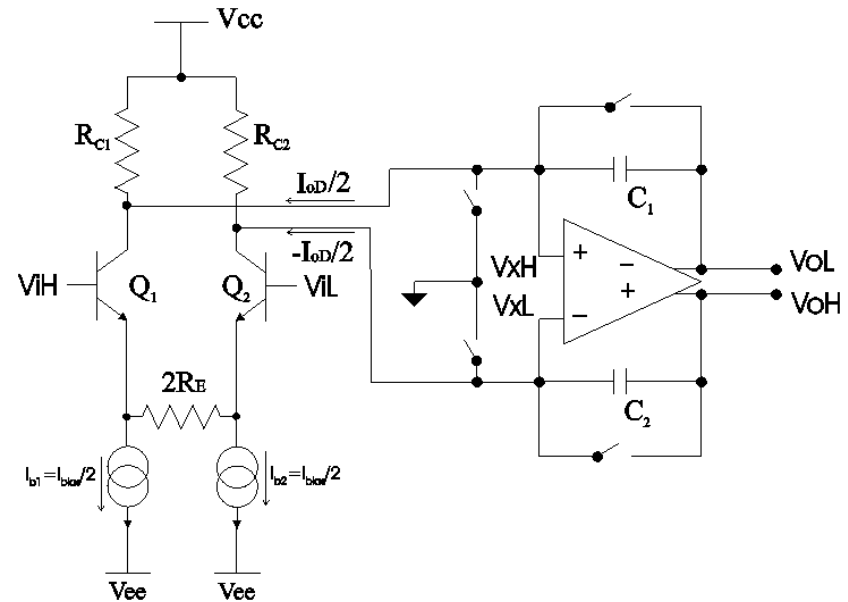 Vcc
RC1
RC2
IoD/2
-IoD/2
C1
ViH
Q1
Q2
ViL
VxH
VxL
+
−
+
−
VoL
VoH
2RE
C2
Ib1=Ibias/2
Ib2=Ibias/2
Vee
Vee